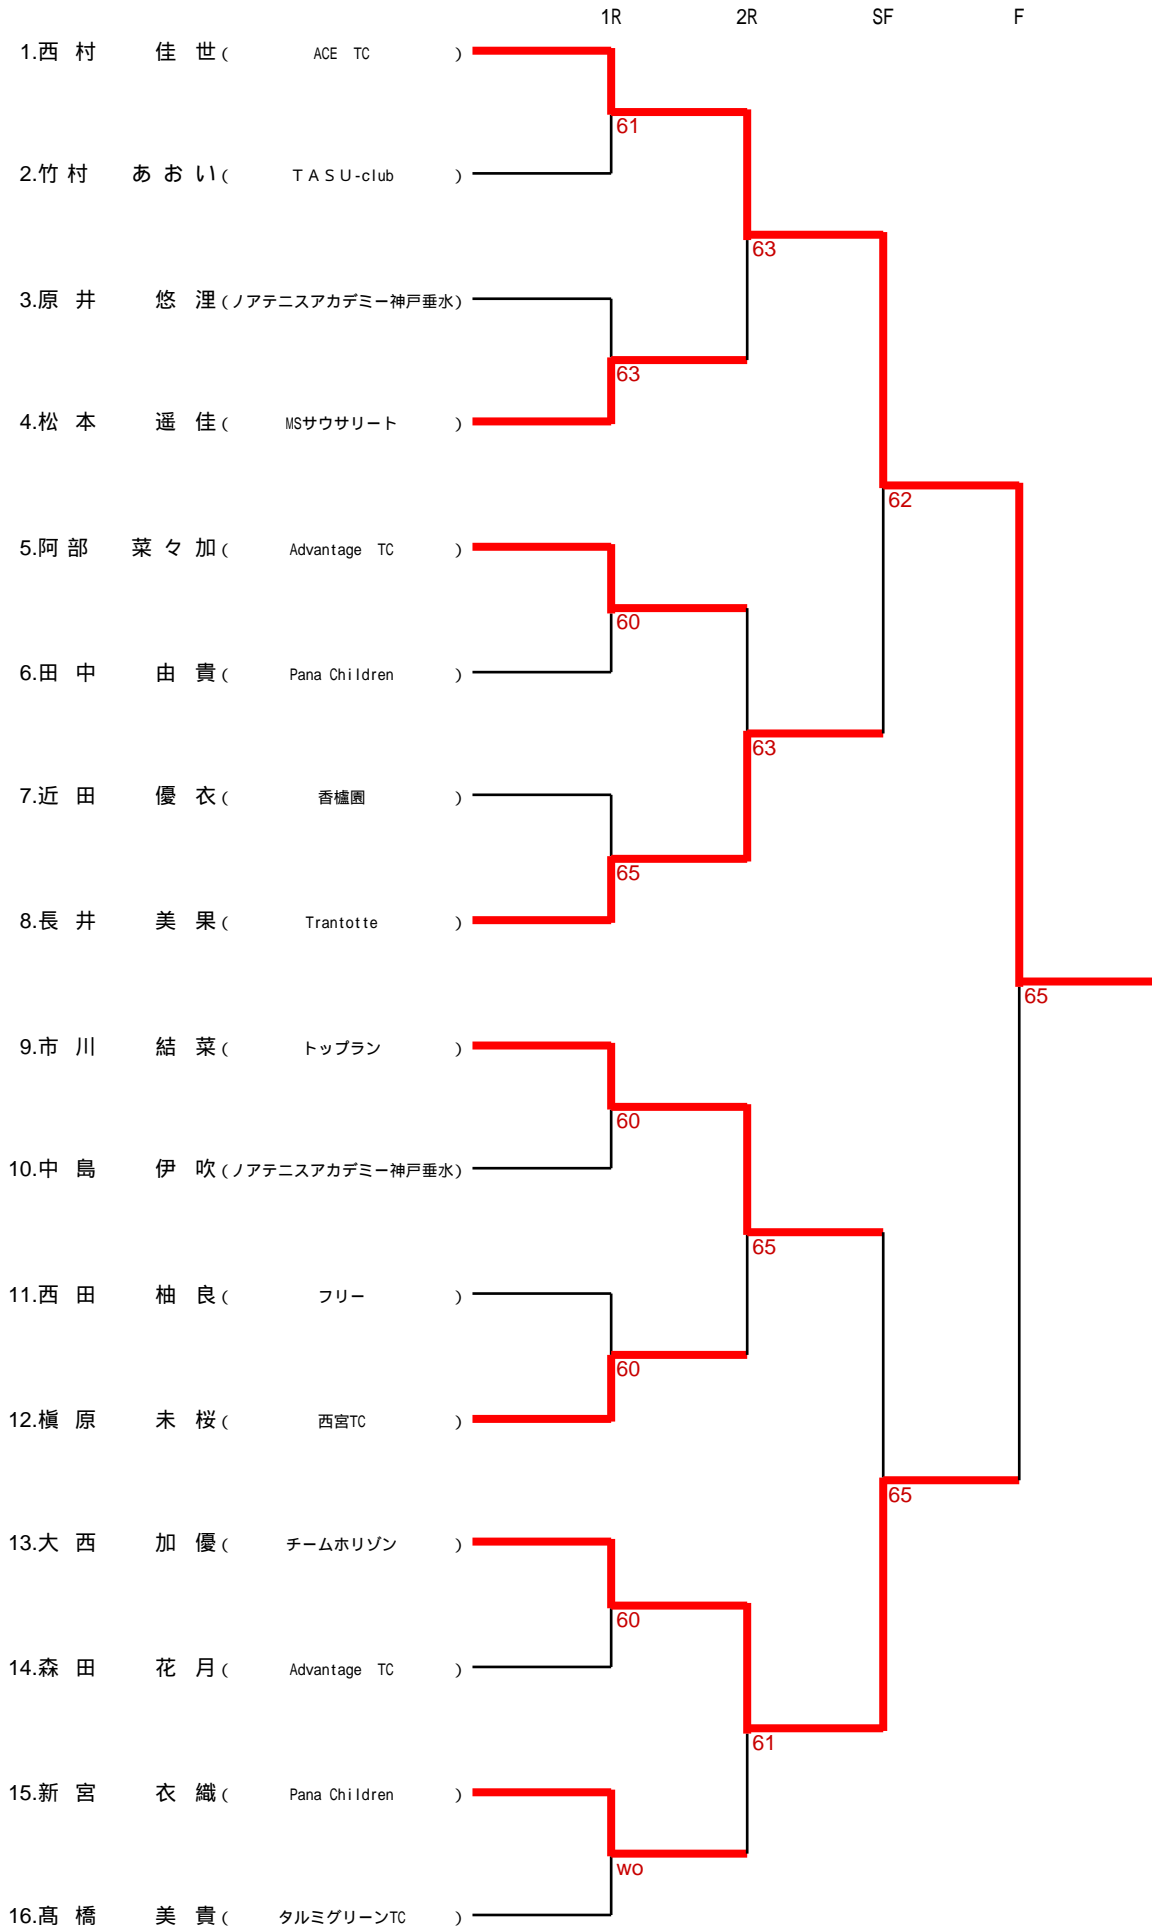 1R 2R SF F
1.西村 佳世( ACE TC )
61
2.竹村 あおい( ＴＡＳＵ-club )
63
3.原井 悠浬(ノアテニスアカデミー神戸垂水)
63
4.松本 遥佳( MSサウサリート )
62
5.阿部 菜々加( Advantage TC )
60
6.田中 由貴( Pana Children )
63
7.近田 優衣( 香櫨園 )
65
8.長井 美果( Trantotte )
65
9.市川 結菜( トップラン )
60
10.中島 伊吹(ノアテニスアカデミー神戸垂水)
65
11.西田 柚良( フリー )
60
12.槇原 未桜( 西宮TC )
65
13.大西 加優( チームホリゾン )
60
14.森田 花月( Advantage TC )
61
15.新宮 衣織( Pana Children )
wo
16.髙橋 美貴( タルミグリーンTC )